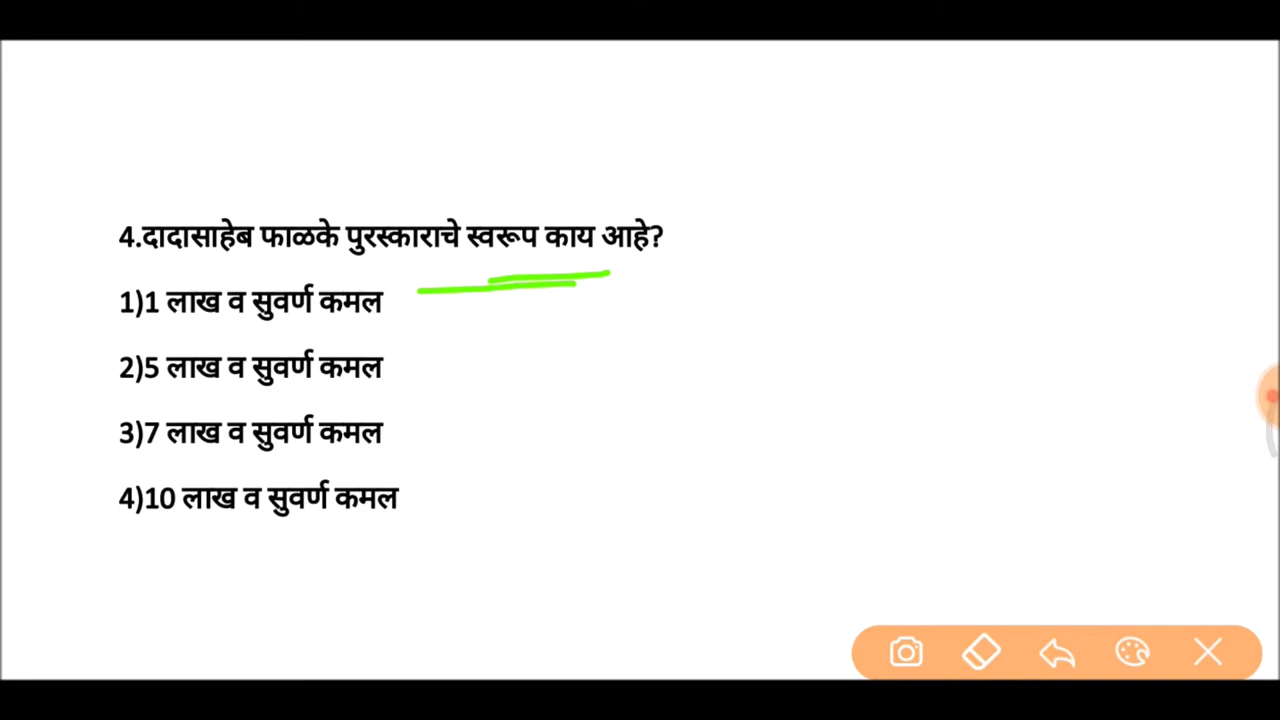 4.दादासाहेब फाळके पुरस्काराचे स्वरूप काय आहे?
1)1 लाख व सुवर्ण कमल
2)5 लाख व सुवर्ण कमल
3)7 लाख व सुवर्ण कमल
4)10 लाख व सुवर्ण कमल